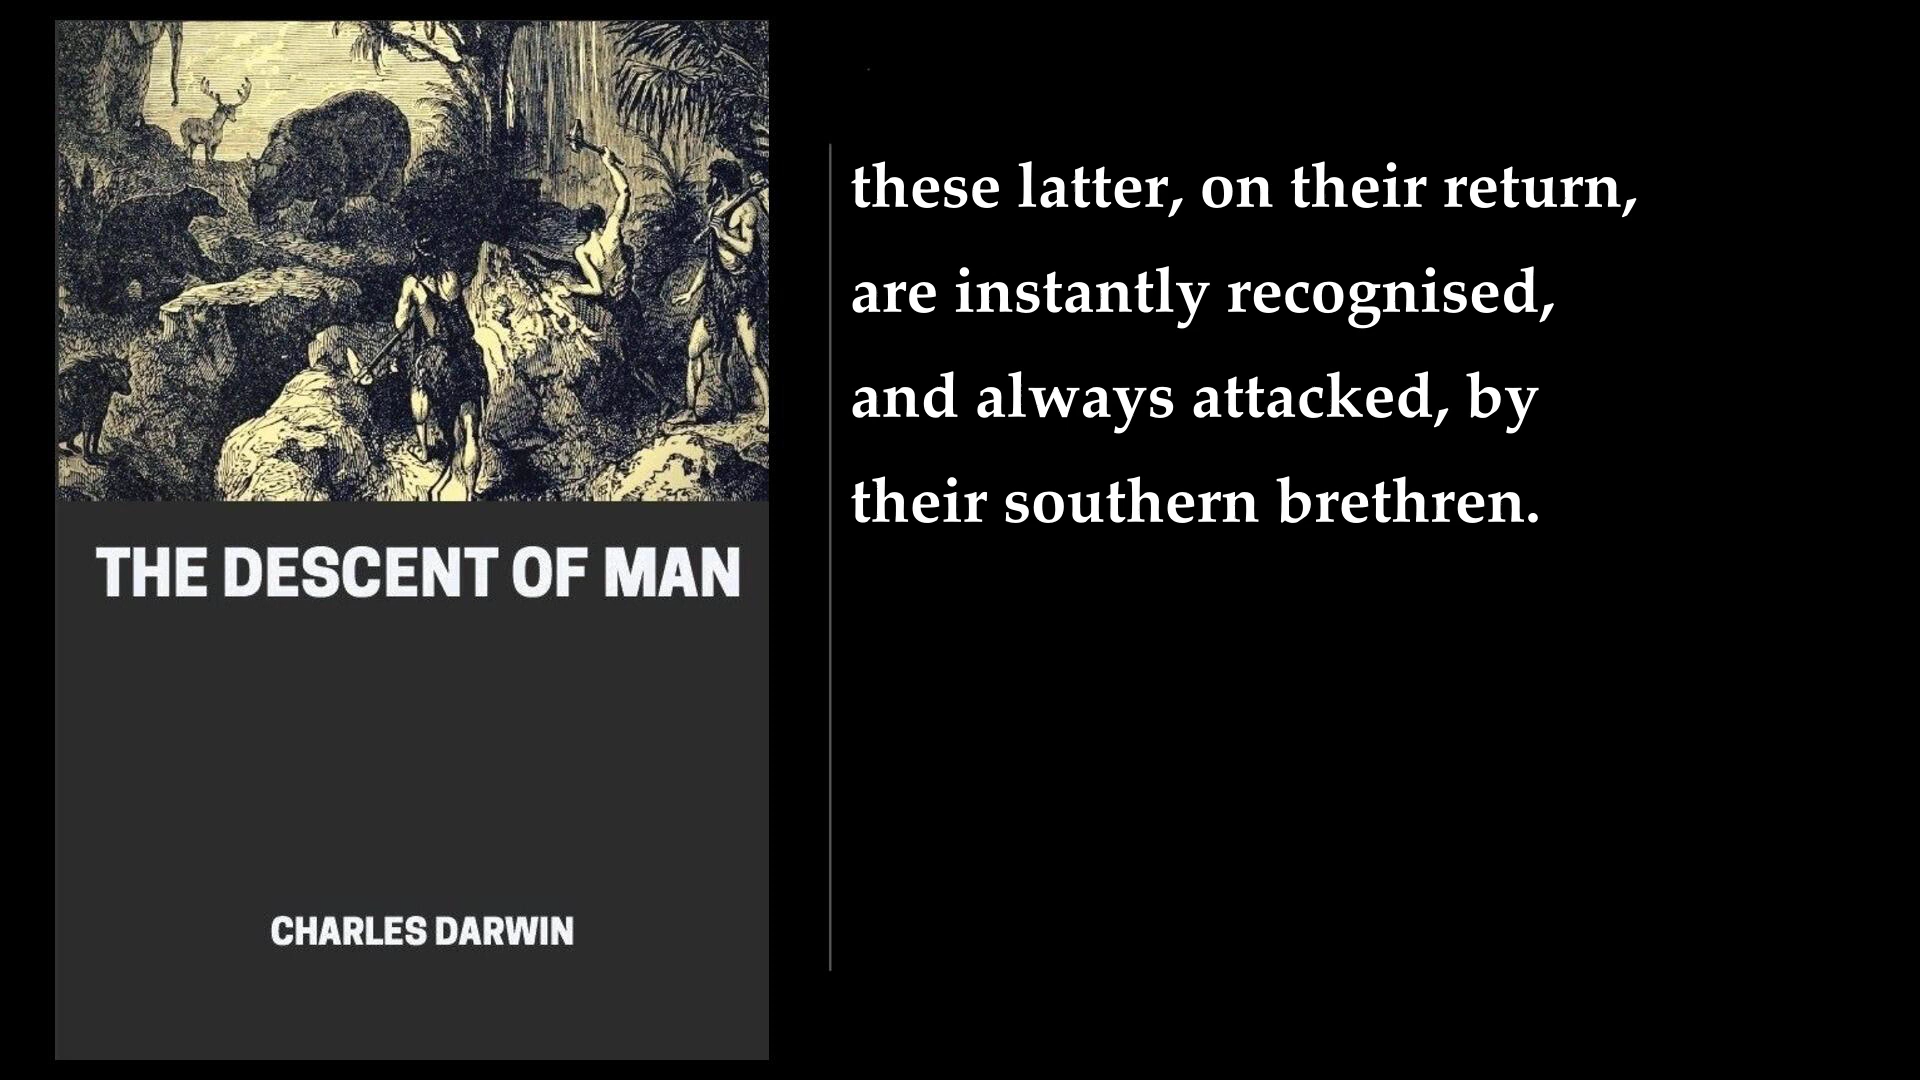 THE DESCENT OF MAN
CHARLES DARWIN
these latter, on their return,
are instantly recognised,
and always attacked, by
their southern brethren.